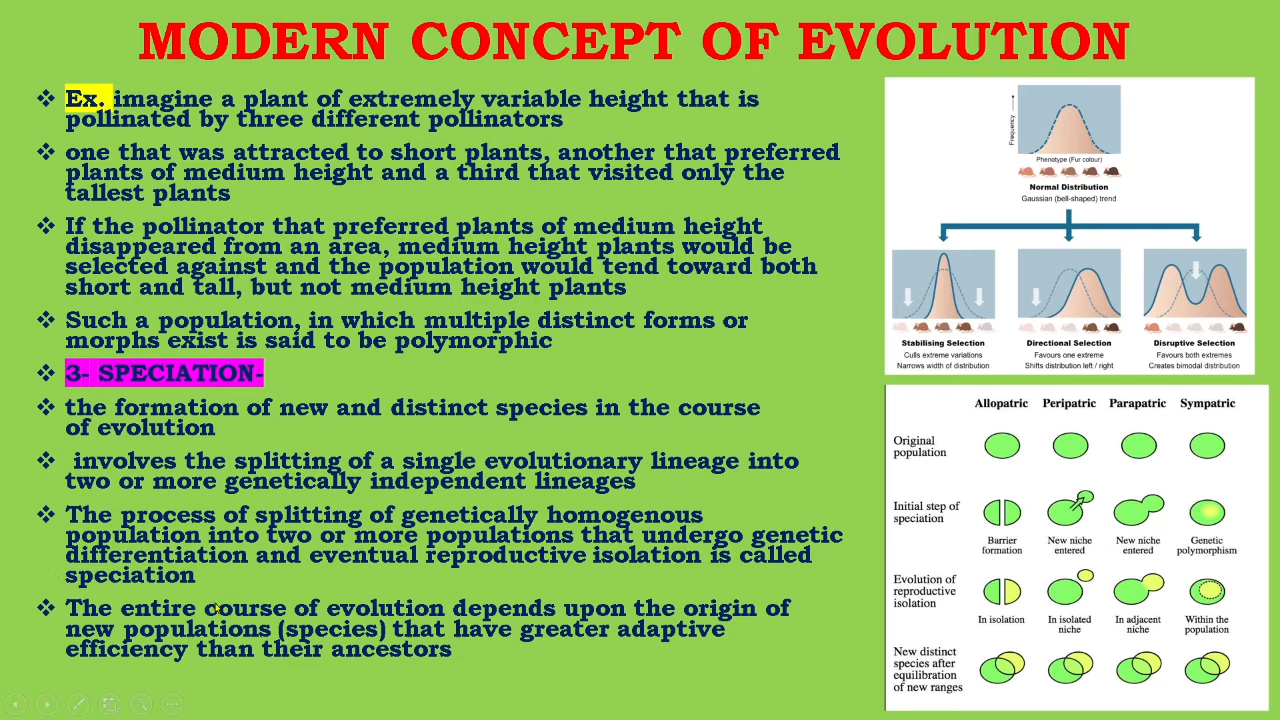 MODERN CONCEPT OF EVOLUTION
❖ Ex. imagine a plant of extremely variable height that is
pollinated by three different pollinators
❖ one that was attracted to short plants, another that preferred
plants of medium height and a third that visited only the
tallest plants
❖ If the pollinator that preferred plants of medium height
disappeared from an area, medium height plants would be
selected against and the population would tend toward both
short and tall, but not medium height plants
❖ Such a population, in which multiple distinct forms or
morphs exist is said to be polymorphic
❖ 3- SPECIATION-
❖ the formation of new and distinct species in the course
of evolution
❖ involves the splitting of a single evolutionary lineage into
two or more genetically independent lineages
❖ The process of splitting of genetically homogenous
population into two or more populations that undergo genetic
differentiation and eventual reproductive isolation is called
speciation
❖ The entire course of evolution depends upon the origin of
new populations (species) that have greater adaptive
efficiency than their ancestors
Frequency
Phenotype (Fur colour)
Normal Distribution
Gaussian (bell-shaped) trend
Stabilising Selection
Culls extreme variations
Narrows width of distribution
Directional Selection
Favours one extreme
Shifts distribution left / right
Disruptive Selection
Favours both extremes
Creates bimodal distribution
Allopatric Peripatric Parapatric Sympatric
Original
population
Initial step of
speciation
Barrier
formation
New niche
entered
New niche
entered
Genetic
polymorphism
Evolution of
reproductive
isolation
In isolation
In isolated
niche
In adjacent
niche
Within the
population
New distinct
species after
equilibration
of new ranges